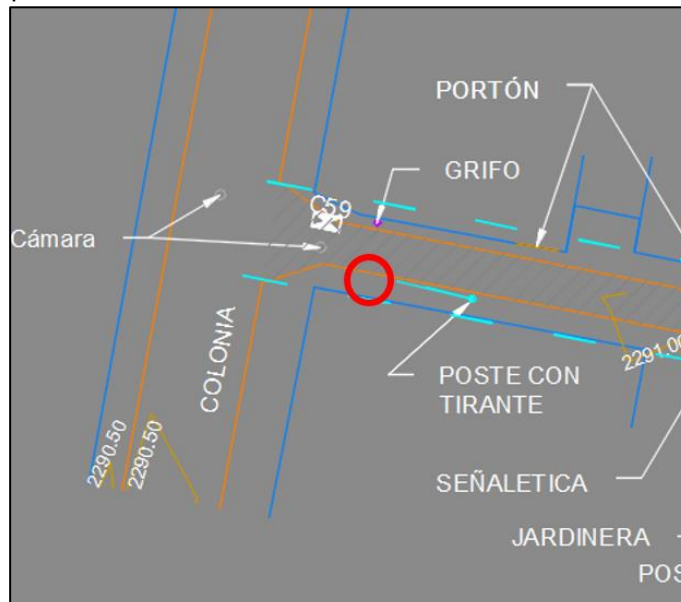 PORTÓN
GRIFO
C59
Cámara
COLONIA
2291.00
POSTE CON
TIRANTE
2290.50
2290.50
SEÑALETICA
JARDINERA
POS